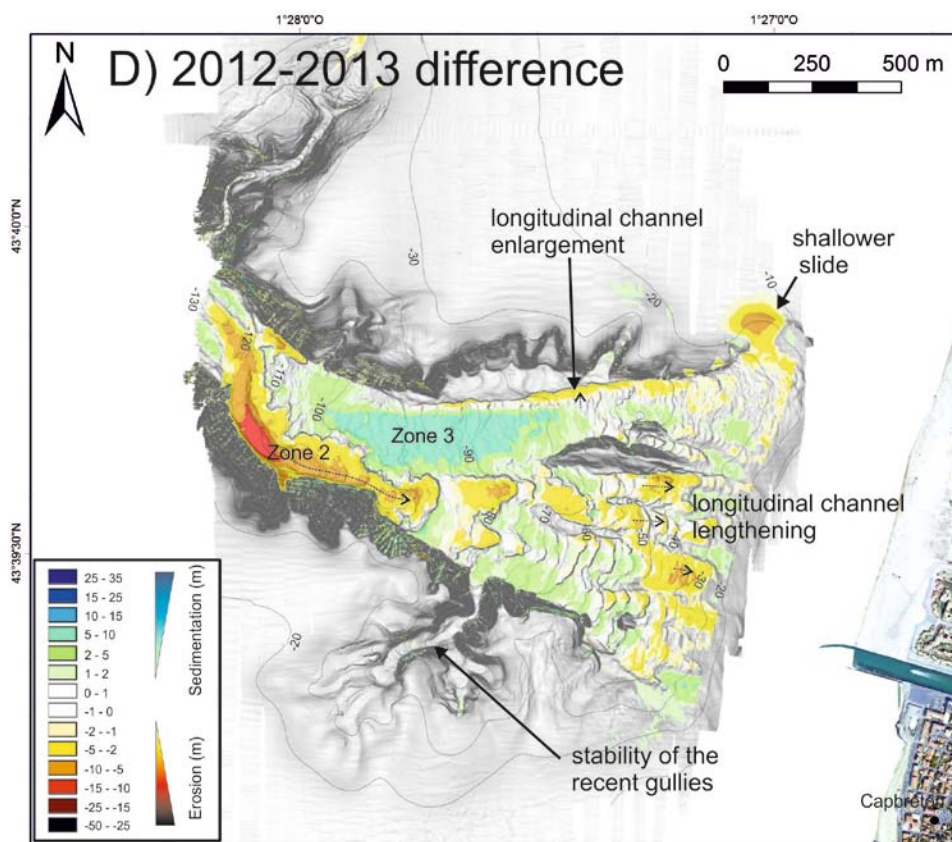 1°28'0"O
1°27'0"O
N
D) 2012-2013 difference
0 250 500 m
43°40'0"N
43°39'30"N
longitudinal channel
enlargement
shallower
slide
-30
-20
-10
-130
-120
-110
-100
Zone 3
-90
Zone 2
-80
-70
-60
-50
-40
-30
-20
longitudinal channel
lengthening
-20
stability of the
recent gullies
25 - 35
15 - 25
10 - 15
5 - 10
2 - 5
1 - 2
0 - 1
-1 - 0
-2 - -1
-5 - -2
-10 - -5
-15 - -10
-25 - -15
-50 - -25
Sedimentation (m)
Erosion (m)
Capbreton